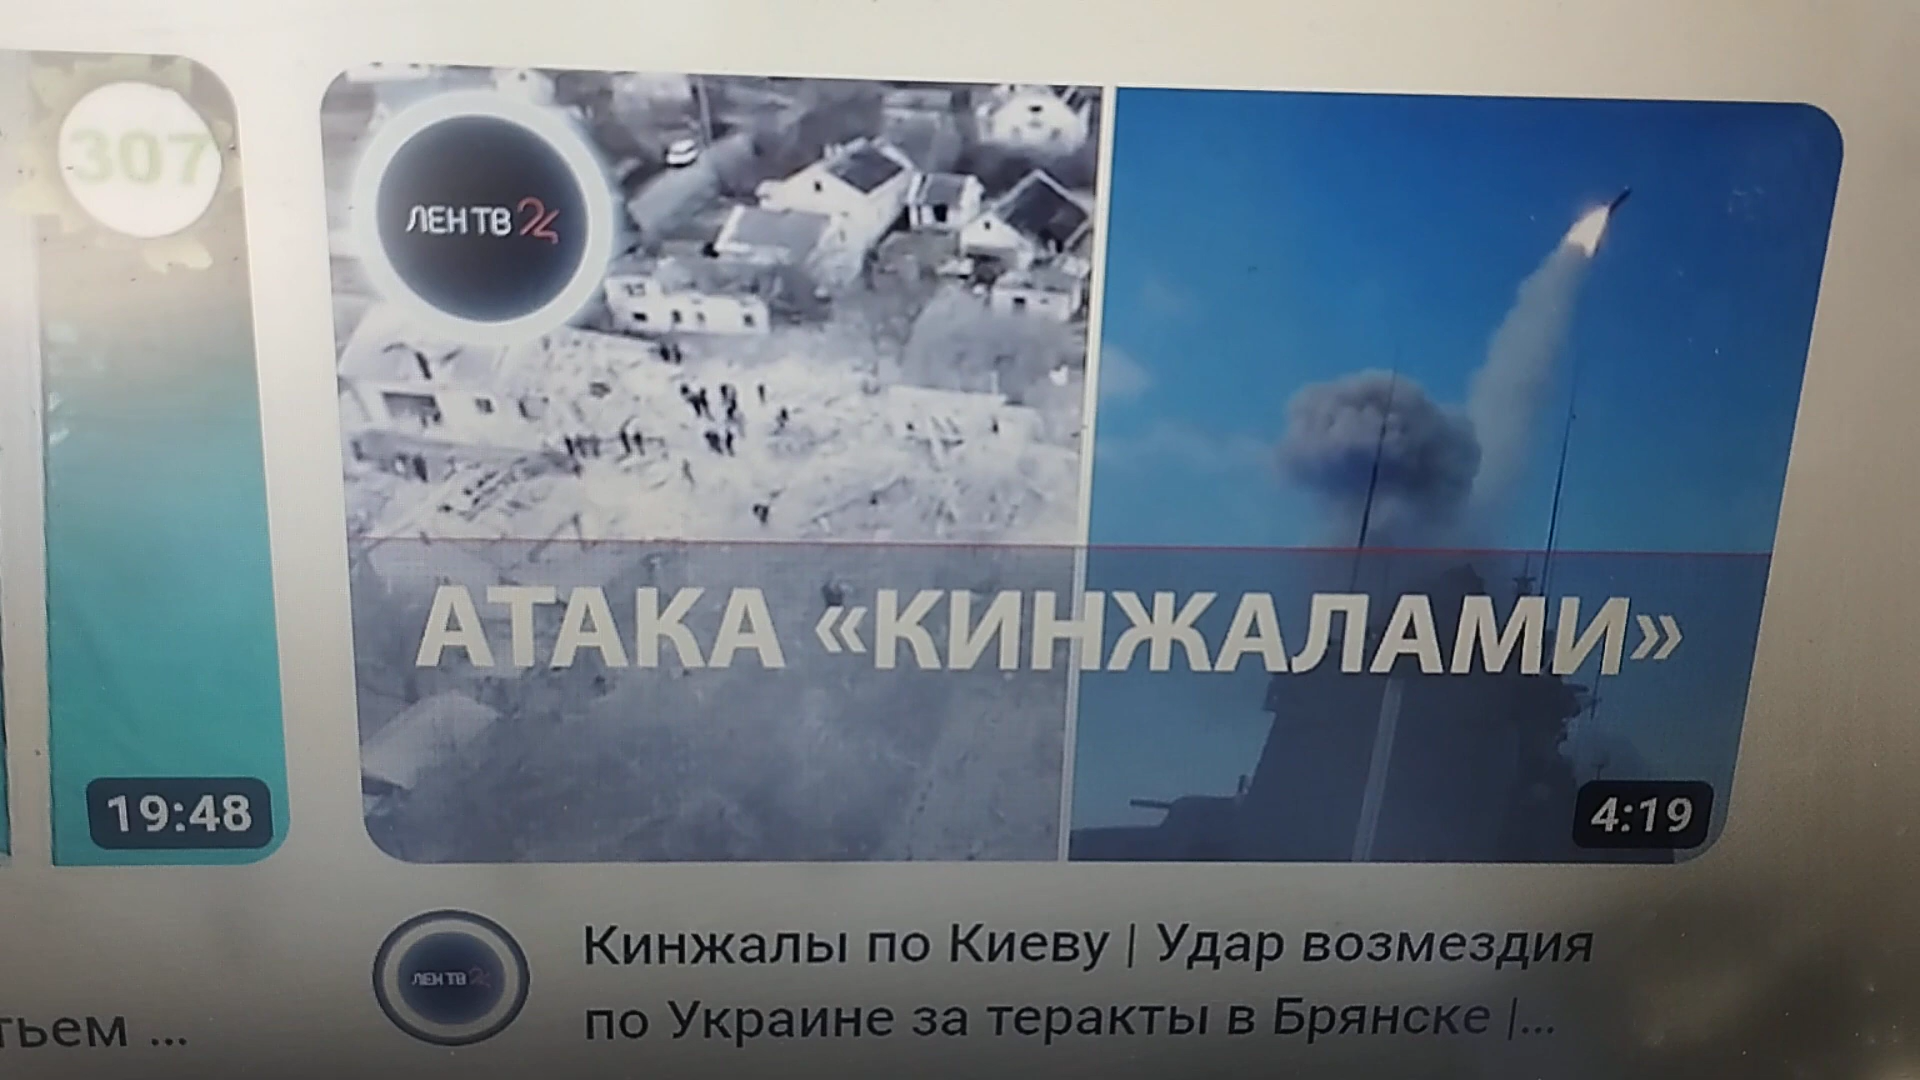 307
ЛЕН ТВ 24
АТАКА «КИНЖАЛАМИ»
19:48
4:19
ЛЕН ТВ 24
Кинжалы по Киеву | Удар возмездия
по Украине за теракты в Брянске |...
тьем ...